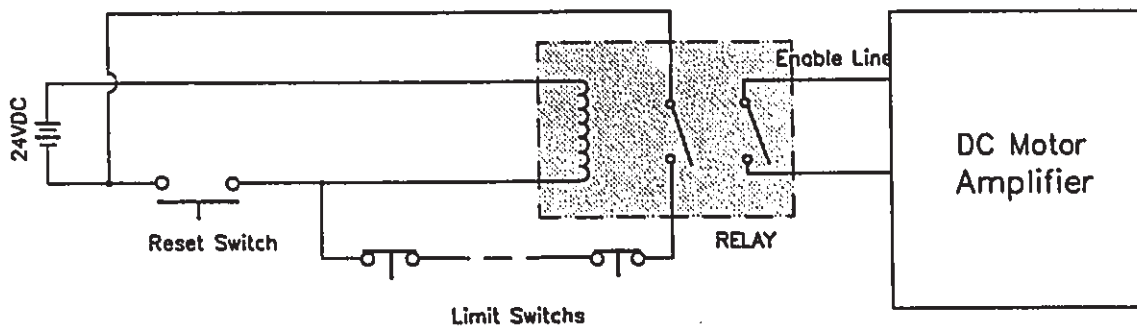 Enable Line
24VDC
DC Motor
Amplifier
Reset Switch
RELAY
Limit Switchs